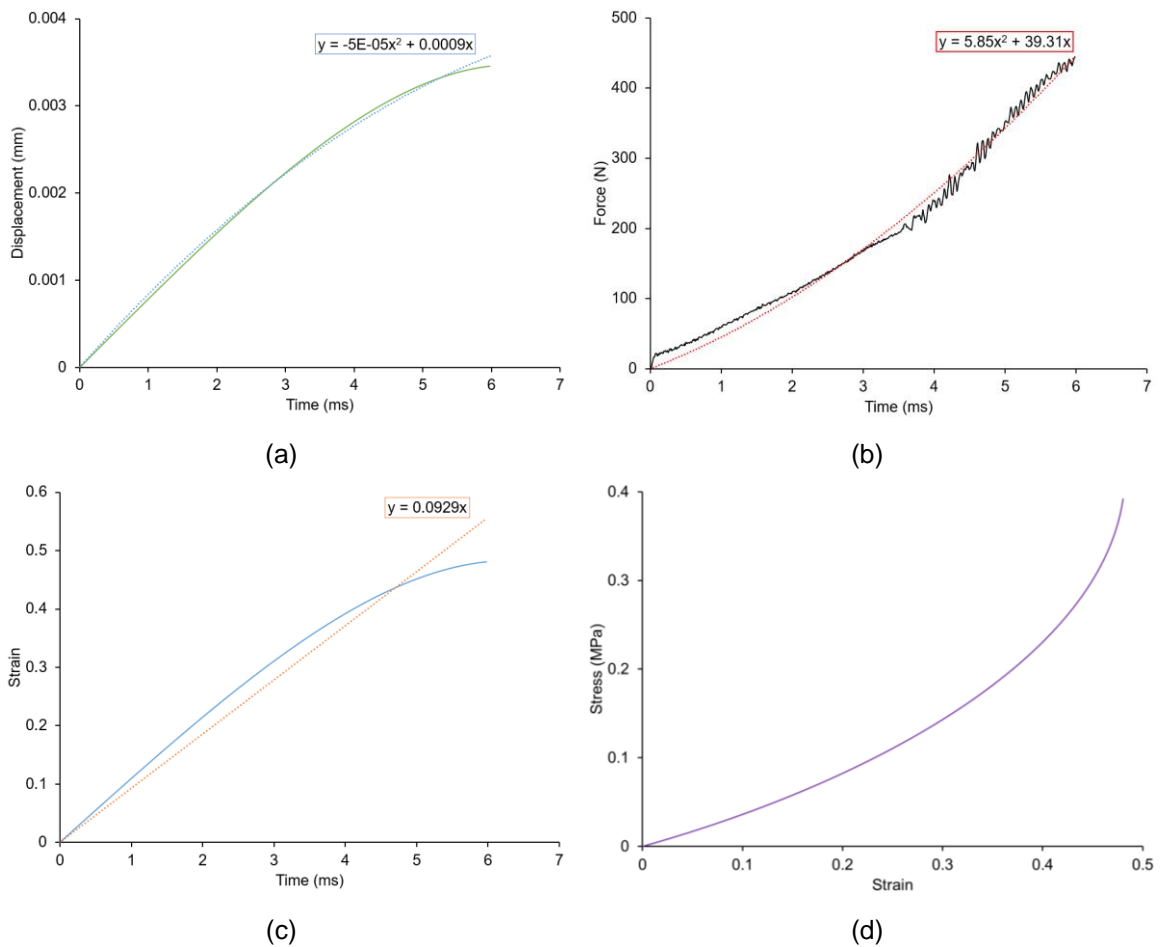 0.004
y = -5E-05x² + 0.0009x
0.003
0.002
0.001
0
Displacement (mm)
0 1 2 3 4 5 6 7
Time (ms)
(a)
500
y = 5.85x² + 39.31x
400
300
200
100
0
Force (N)
0 1 2 3 4 5 6 7
Time (ms)
(b)
0.6
y = 0.0929x
0.5
0.4
0.3
0.2
0.1
0
Strain
0 1 2 3 4 5 6 7
Time (ms)
(c)
0.4
0.3
0.2
0.1
0
Stress (MPa)
0 0.1 0.2 0.3 0.4 0.5
Strain
(d)